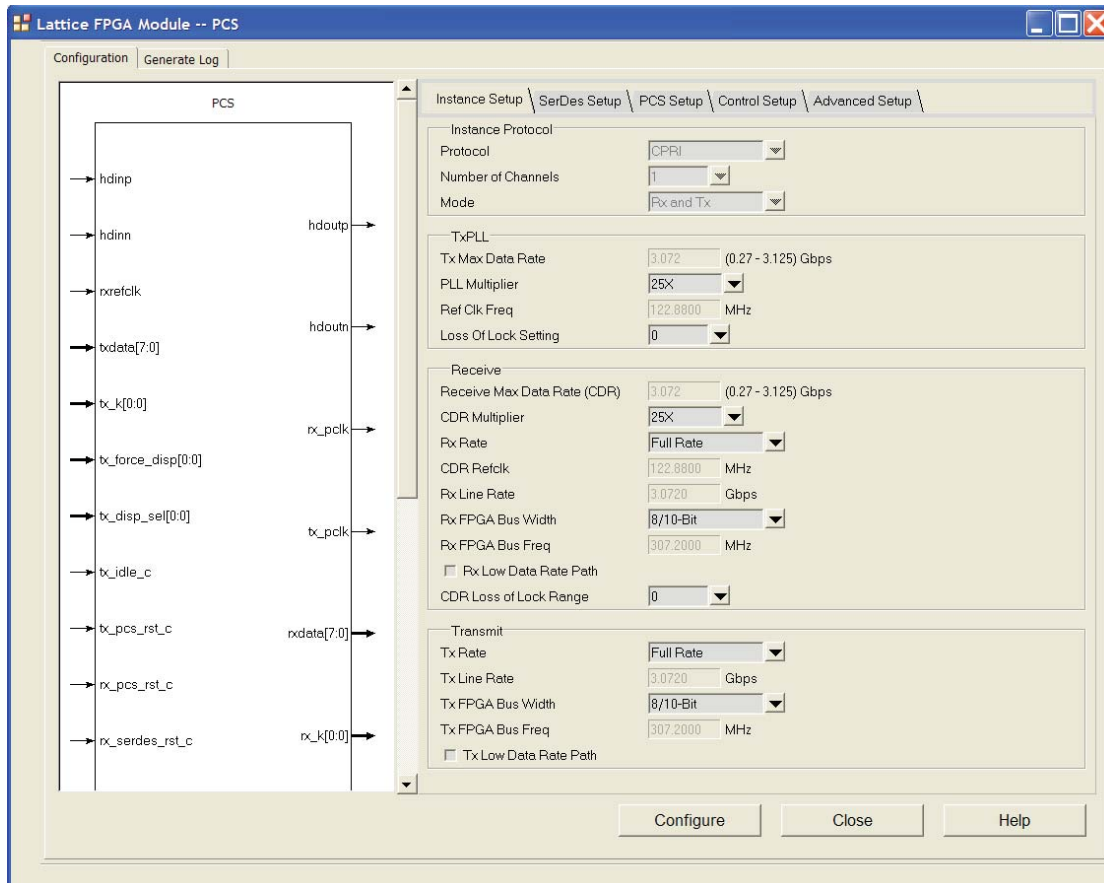 Lattice FPGA Module -- PCS
Configuration Generate Log
PCS
hdinp
hdinn
rxrefclk
txdata[7:0]
tx_k[0:0]
tx_force_disp[0:0]
tx_disp_sel[0:0]
tx_idle_c
tx_pcs_rst_c
rx_pcs_rst_c
rx_serdes_rst_c
hdoutp
hdoutn
rx_pclk
tx_pclk
rxdata[7:0]
rx_k[0:0]
Instance Setup SerDes Setup PCS Setup Control Setup Advanced Setup
Instance Protocol
Protocol CPRI
Number of Channels 1
Mode Rx and Tx
TxPLL
Tx Max Data Rate 3.072 (0.27 - 3.125) Gbps
PLL Multiplier 25X
Ref Clk Freq 122.8800 MHz
Loss Of Lock Setting 0
Receive
Receive Max Data Rate (CDR) 3.072 (0.27 - 3.125) Gbps
CDR Multiplier 25X
Rx Rate Full Rate
CDR Refclk 122.8800 MHz
Rx Line Rate 3.0720 Gbps
Rx FPGA Bus Width 8/10-Bit
Rx FPGA Bus Freq 307.2000 MHz
Rx Low Data Rate Path
CDR Loss of Lock Range 0
Transmit
Tx Rate Full Rate
Tx Line Rate 3.0720 Gbps
Tx FPGA Bus Width 8/10-Bit
Tx FPGA Bus Freq 307.2000 MHz
Tx Low Data Rate Path
Configure Close Help